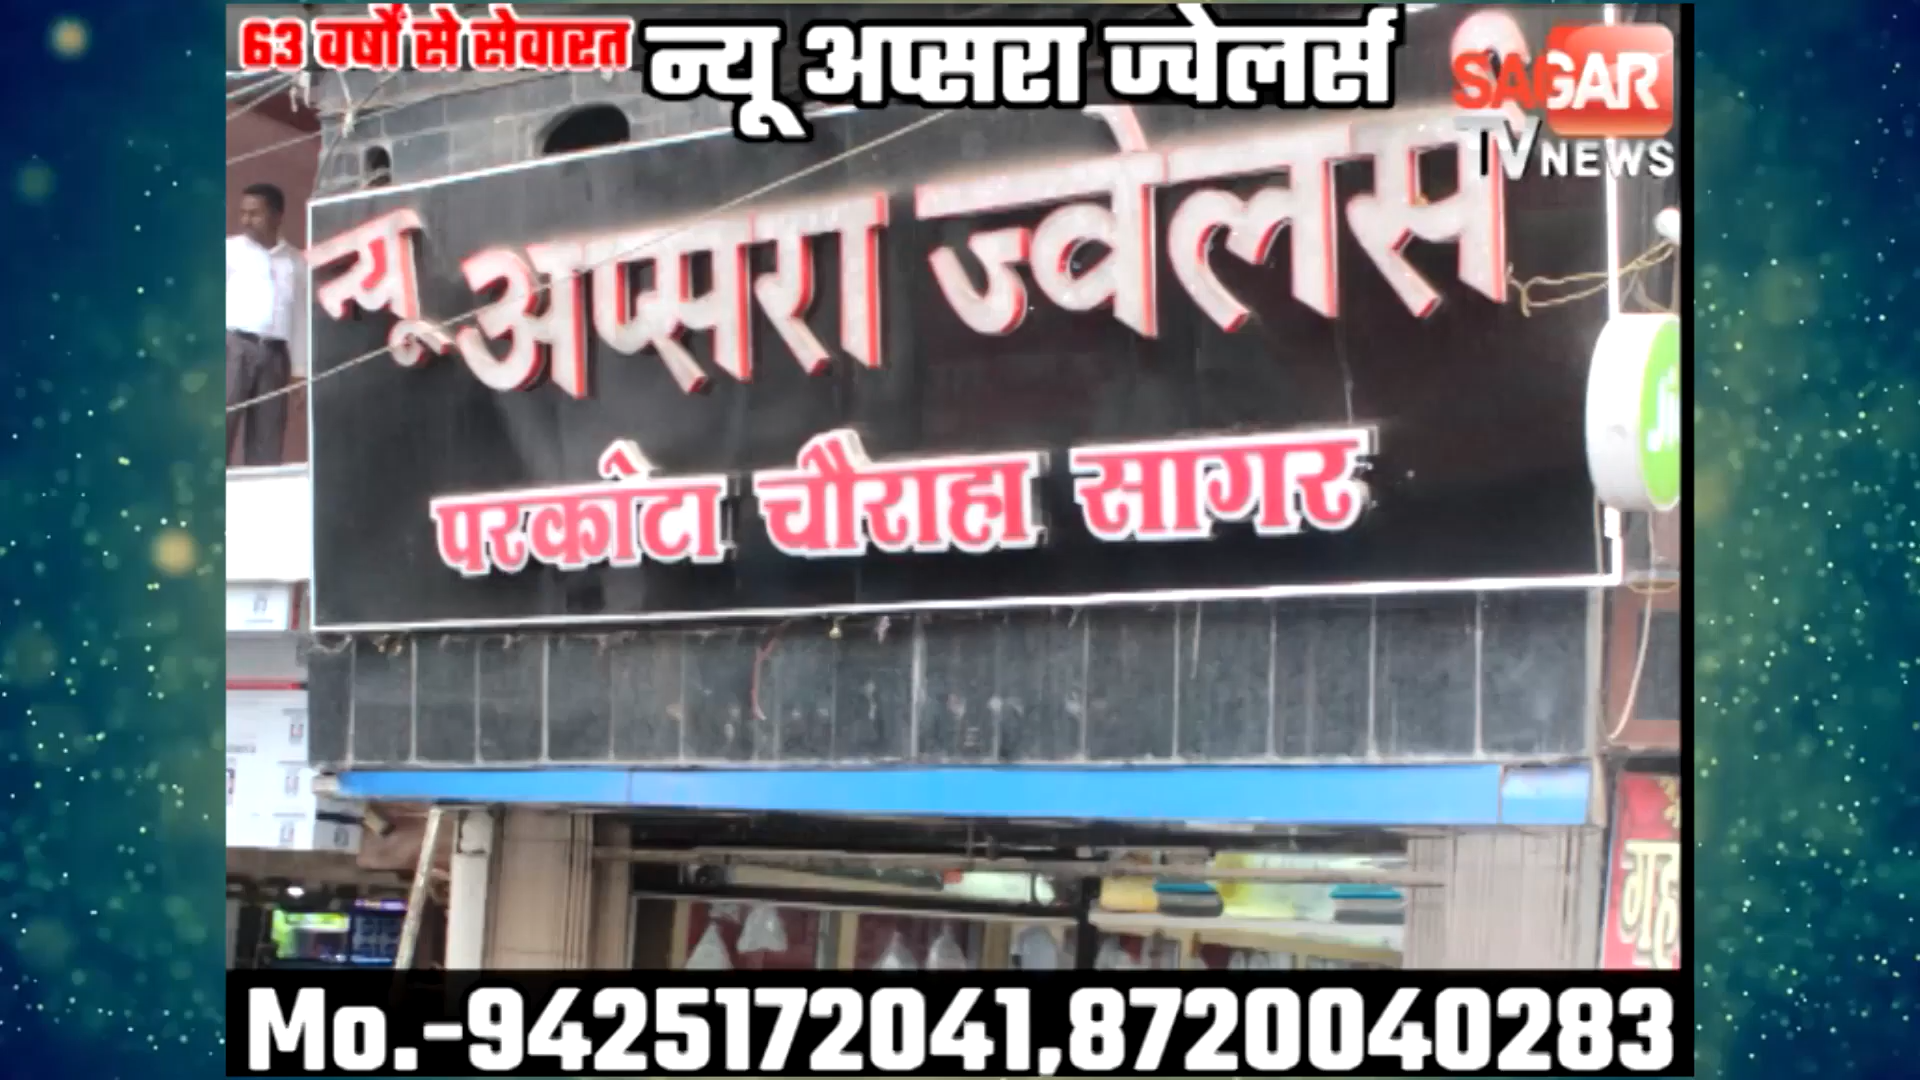 63 वर्षों से सेवारत न्यू अप्सरा ज्वेलर्स
SAGAR
TV NEWS
न्यू अप्सरा ज्वेलर्स
परकोटा चौराहा सागर
Mo.-9425172041,8720040283